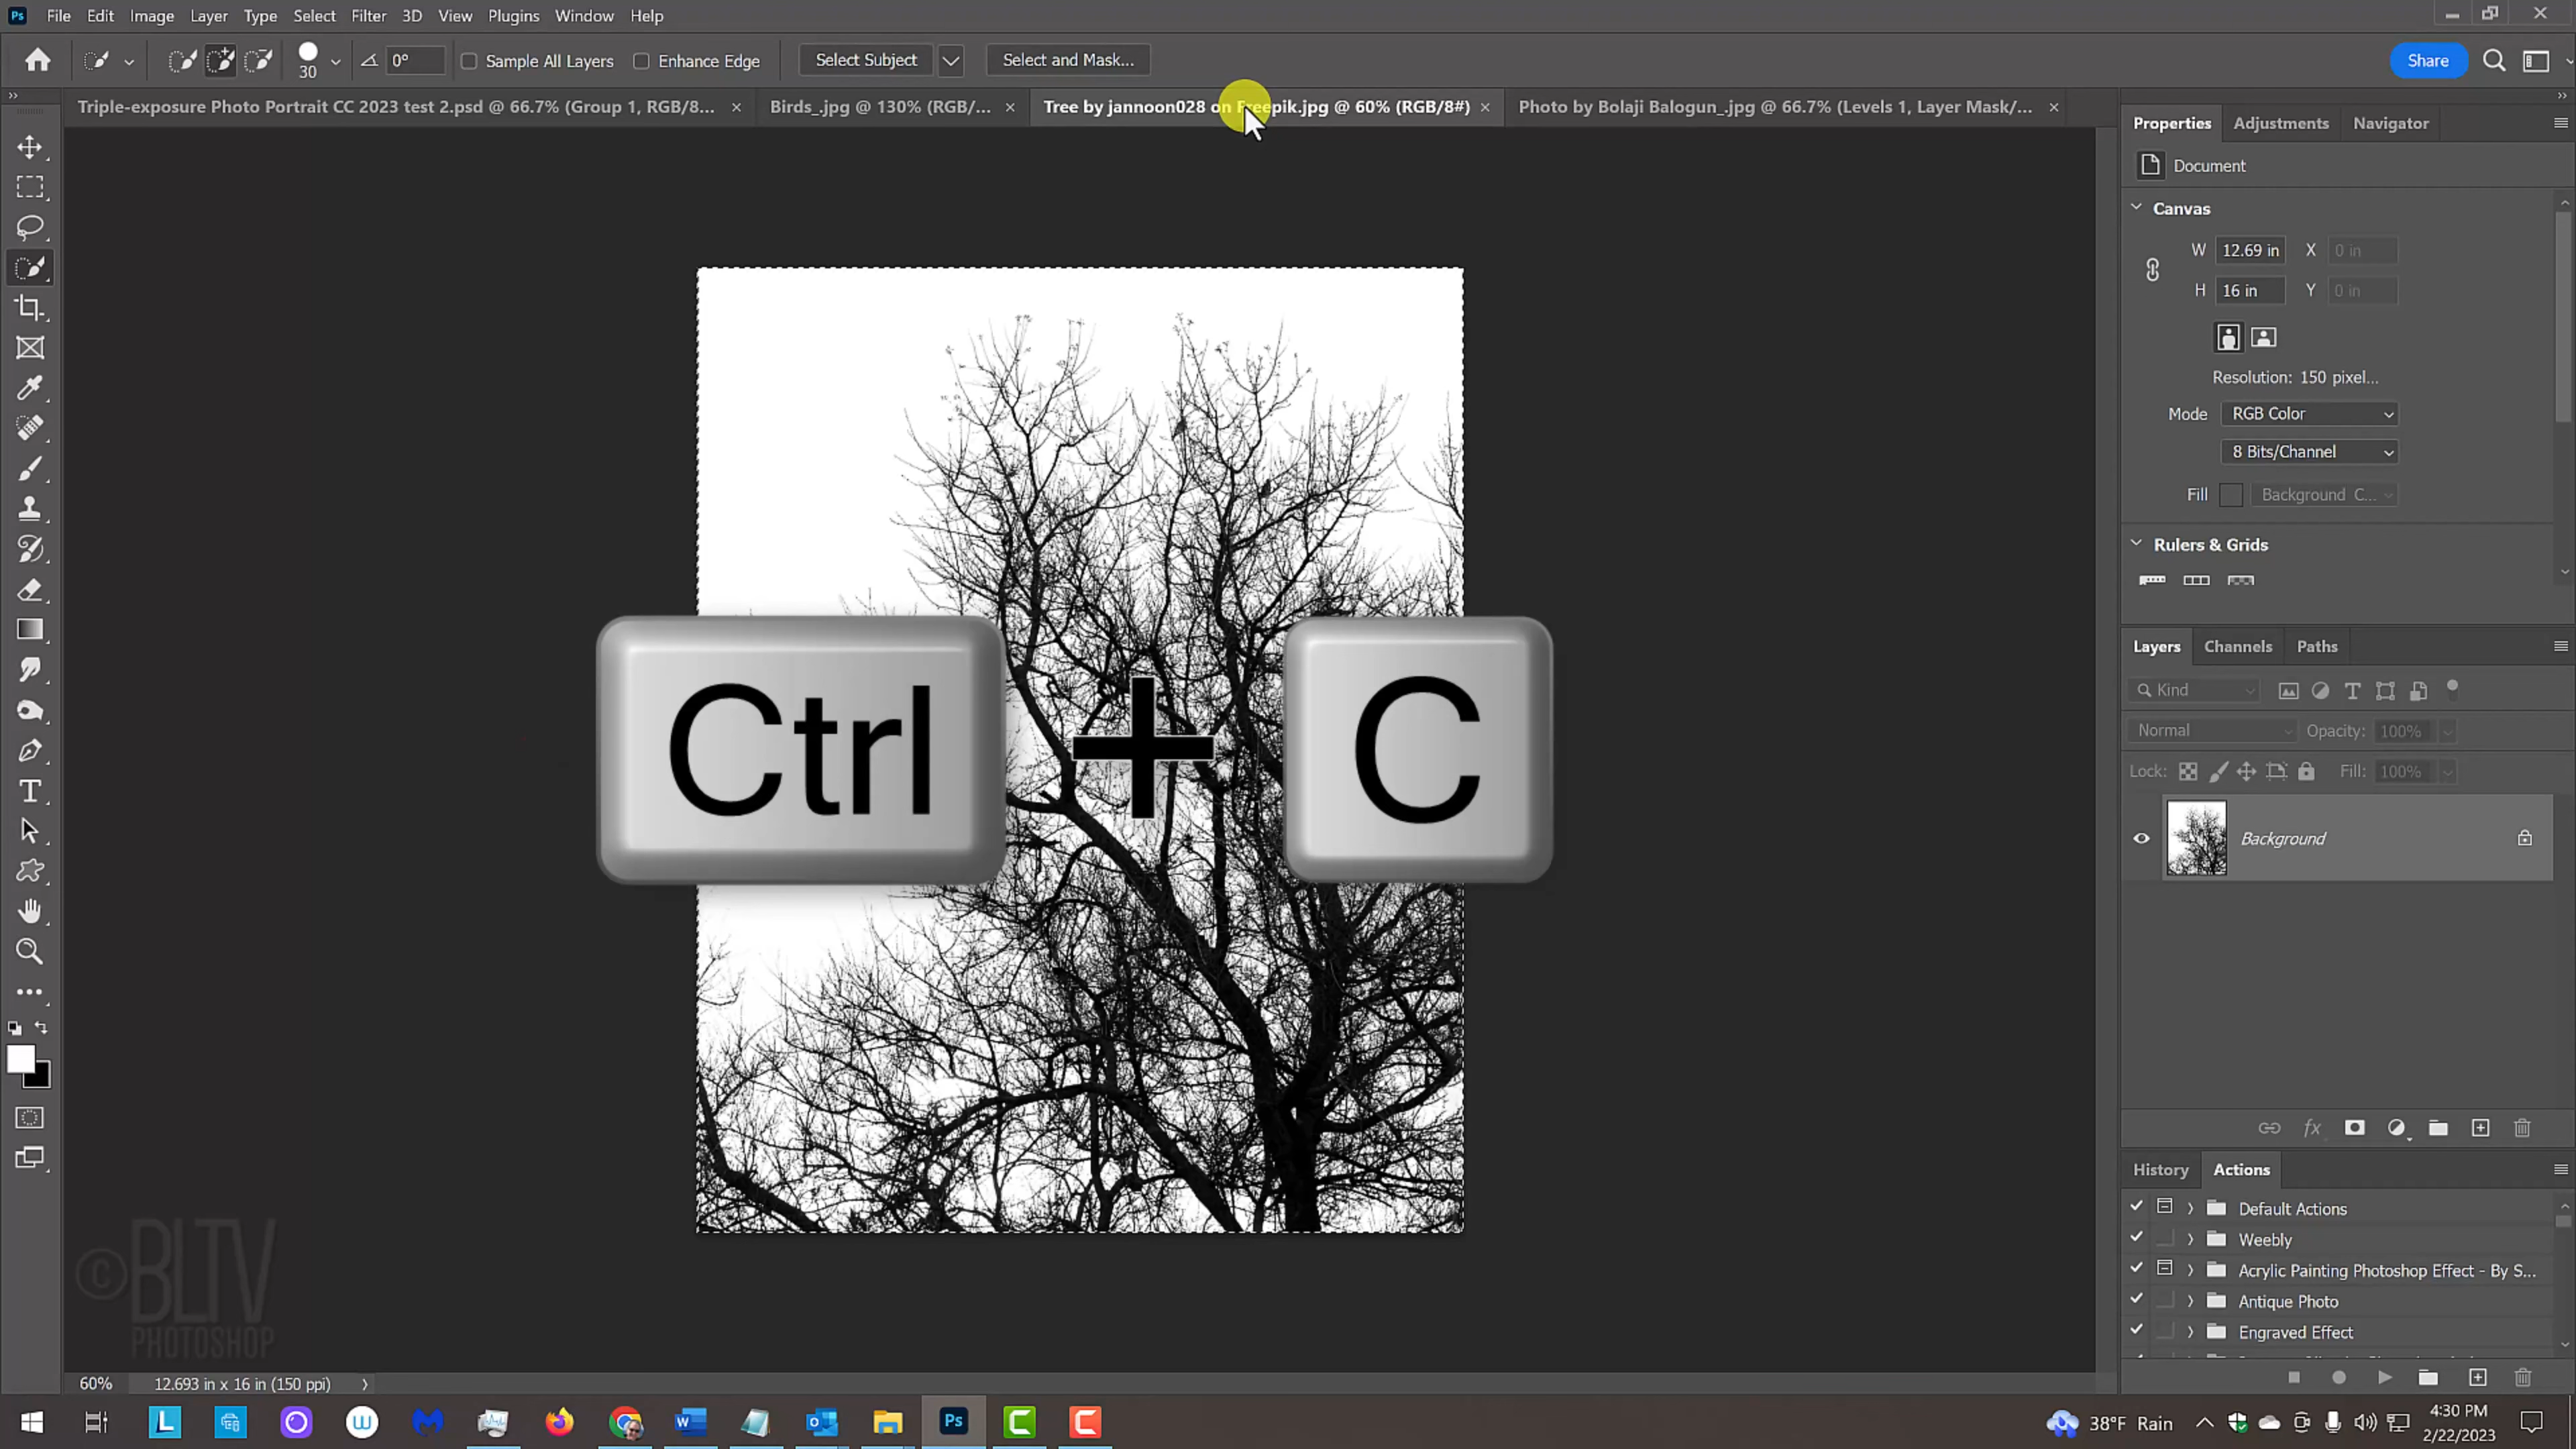 Ps File Edit Image Layer Type Select Filter 3D View Plugins Window Help
30 0° Sample All Layers Enhance Edge Select Subject Select and Mask... Share
Triple-exposure Photo Portrait CC 2023 test 2.psd @ 66.7% (Group 1, RGB/8... × Birds_.jpg @ 130% (RGB/... × Tree by jannoon028 on Freepik.jpg @ 60% (RGB/8#) × Photo by Bolaji Balogun_.jpg @ 66.7% (Levels 1, Layer Mask/... ×
Properties Adjustments Navigator
Document
Canvas
W 12.69 in X 0 in
H 16 in Y 0 in
Resolution: 150 pixel...
Mode RGB Color
8 Bits/Channel
Fill Background C...
Rulers & Grids
Layers Channels Paths
Kind
Normal Opacity: 100%
Lock: Fill: 100%
Background
Ctrl + C
History Actions
Default Actions
Weebly
Acrylic Painting Photoshop Effect - By S...
Antique Photo
Engraved Effect
©BLTV
PHOTOSHOP
60% 12.693 in x 16 in (150 ppi)
38°F Rain
4:30 PM
2/22/2023